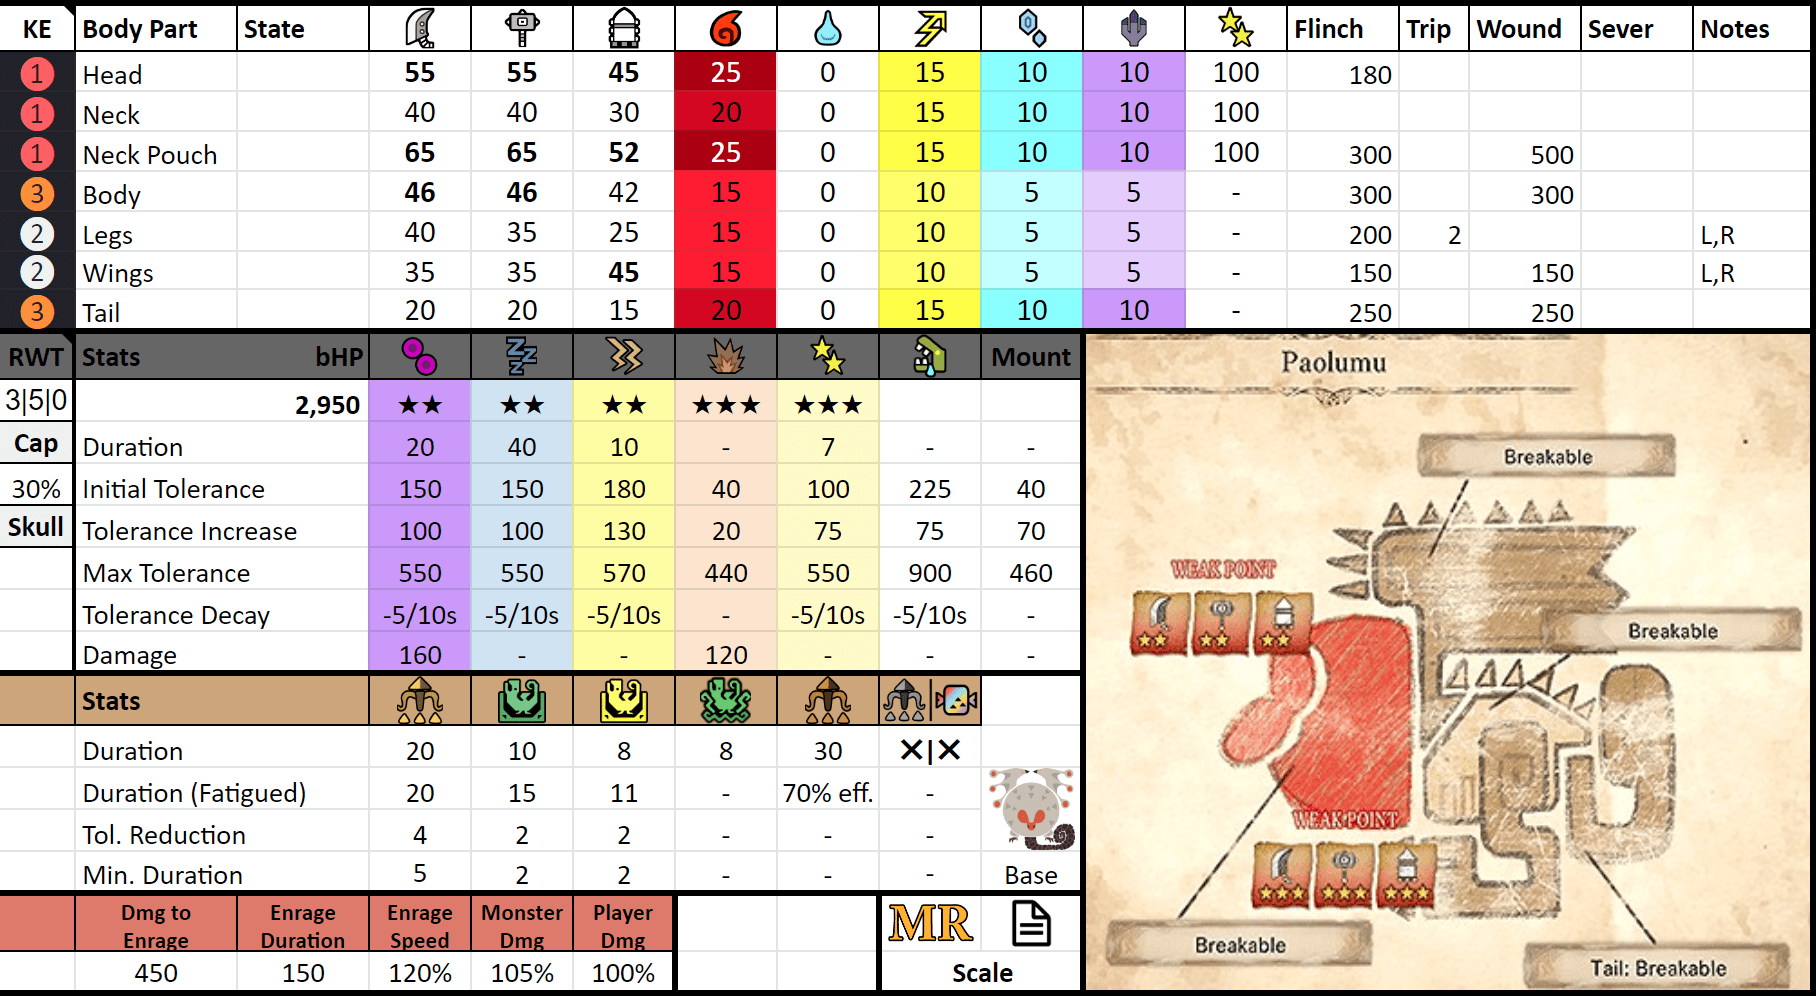 KE Body Part State Flinch Trip Wound Sever Notes
1 Head 55 55 45 25 0 15 10 10 100 180
1 Neck 40 40 30 20 0 15 10 10 100
1 Neck Pouch 65 65 52 25 0 15 10 10 100 300 500
3 Body 46 46 42 15 0 10 5 5 - 300 300
2 Legs 40 35 25 15 0 10 5 5 - 200 2 L,R
2 Wings 35 35 45 15 0 10 5 5 - 150 150 L,R
3 Tail 20 20 15 20 0 15 10 10 - 250 250
RWT Stats bHP Mount
3|5|0 2,950 ★★ ★★ ★★ ★★★ ★★★
Cap Duration 20 40 10 - 7 - -
30% Initial Tolerance 150 150 180 40 100 225 40
Skull Tolerance Increase 100 100 130 20 75 75 70
Max Tolerance 550 550 570 440 550 900 460
Tolerance Decay -5/10s -5/10s -5/10s - -5/10s -5/10s -
Damage 160 - - 120 - - -
Stats
Duration 20 10 8 8 30 ✕|✕
Duration (Fatigued) 20 15 11 - 70% eff. -
Tol. Reduction 4 2 2 - - -
Min. Duration 5 2 2 - - - Base
Dmg to Enrage Enrage Duration Enrage Speed Monster Dmg Player Dmg MR
450 150 120% 105% 100% Scale
Paolumu
Breakable
WEAK POINT
Breakable
WEAK POINT
Breakable
Tail: Breakable